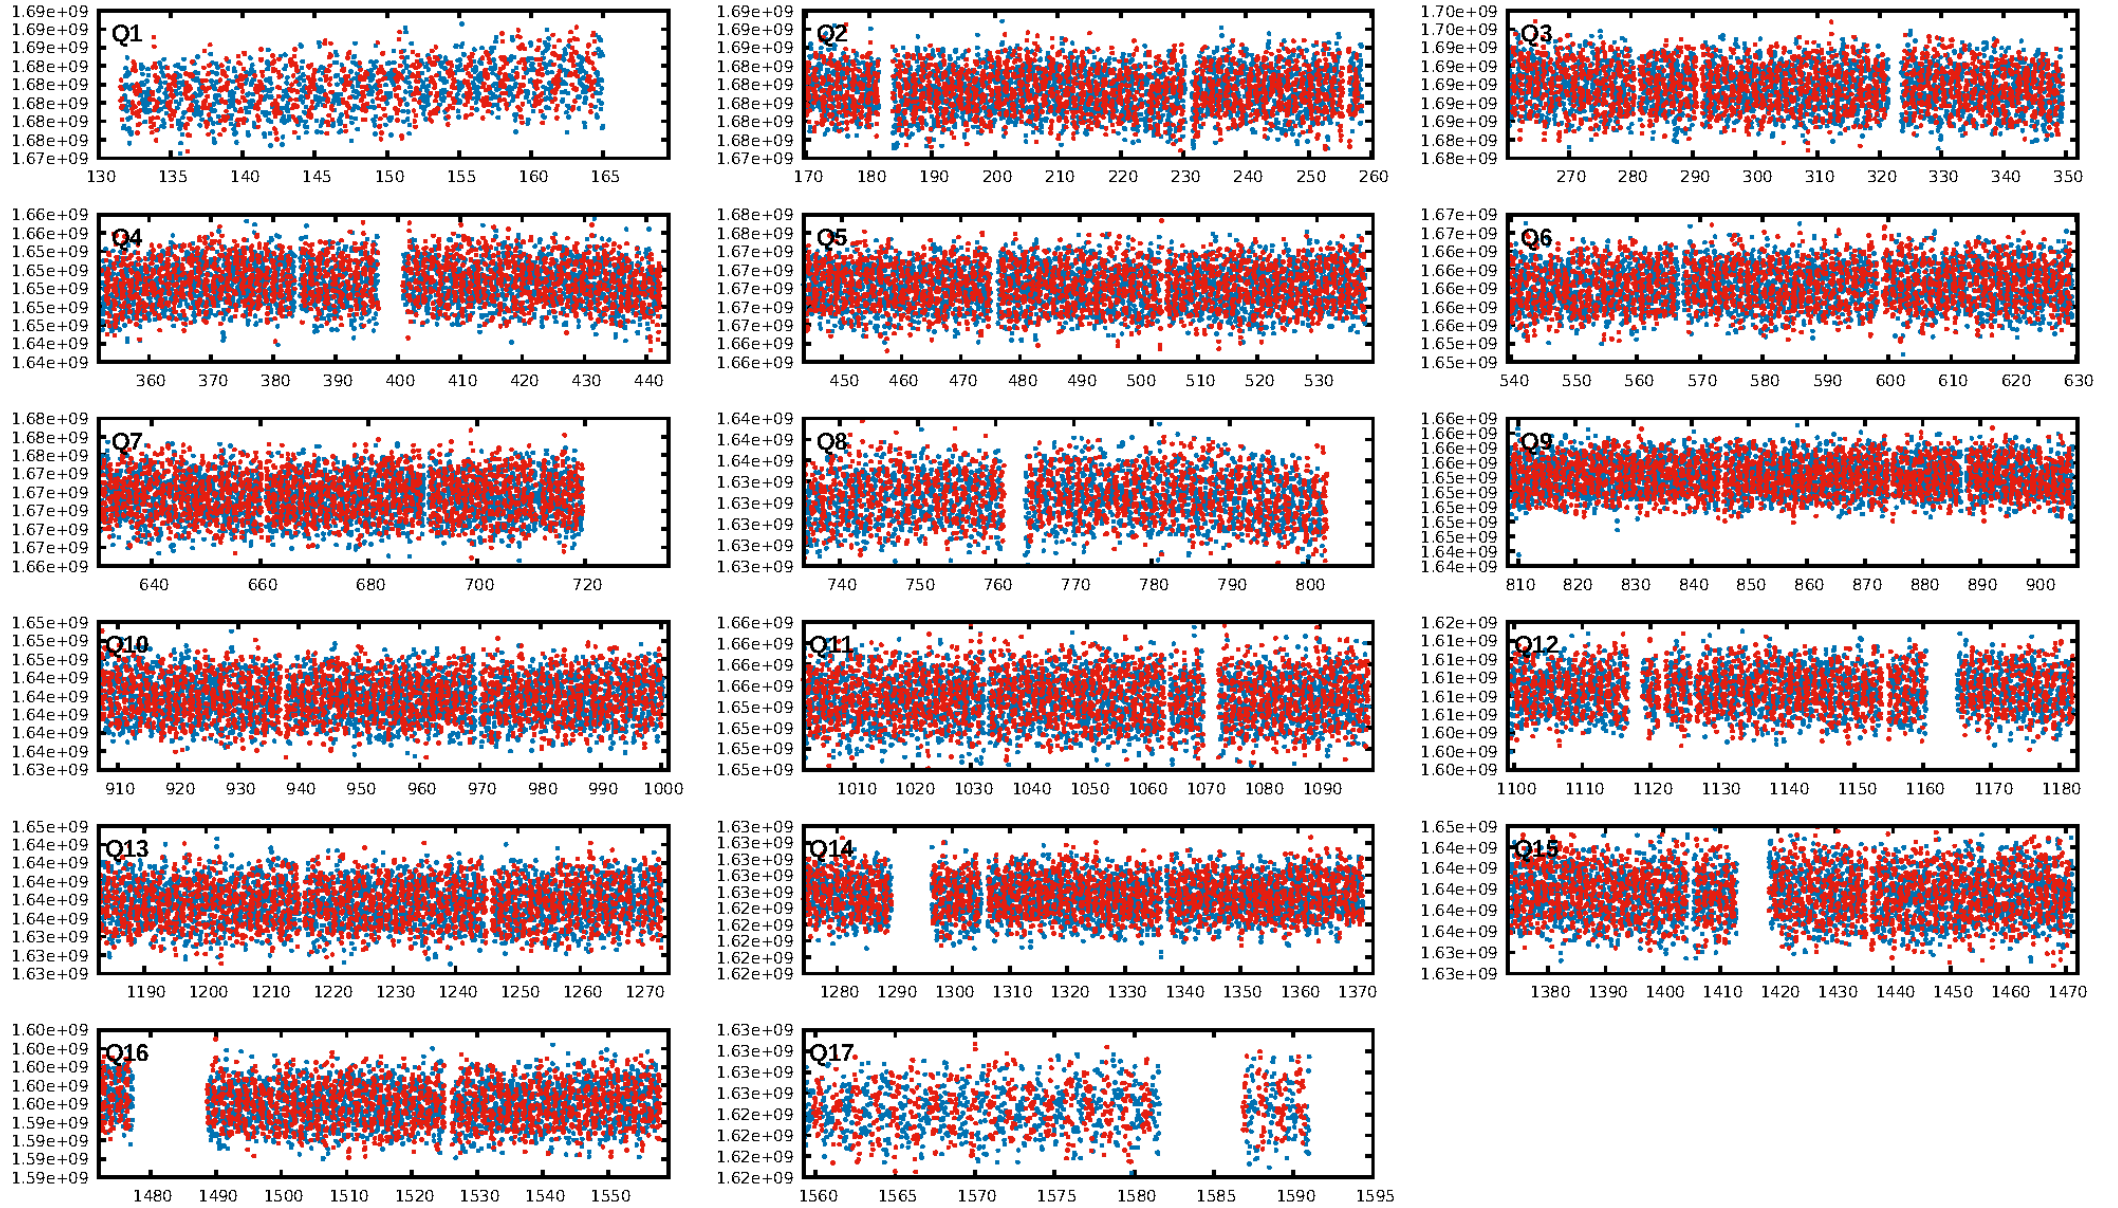 Q1
1.69e+09
1.69e+09
1.69e+09
1.68e+09
1.68e+09
1.68e+09
1.68e+09
1.68e+09
1.67e+09
130 135 140 145 150 155 160 165
Q2
1.69e+09
1.69e+09
1.69e+09
1.68e+09
1.68e+09
1.68e+09
1.68e+09
1.68e+09
1.67e+09
170 180 190 200 210 220 230 240 250 260
Q3
1.70e+09
1.70e+09
1.69e+09
1.69e+09
1.69e+09
1.69e+09
1.69e+09
1.68e+09
1.68e+09
270 280 290 300 310 320 330 340 350
Q4
1.66e+09
1.66e+09
1.65e+09
1.65e+09
1.65e+09
1.65e+09
1.65e+09
1.64e+09
1.64e+09
360 370 380 390 400 410 420 430 440
Q5
1.68e+09
1.68e+09
1.67e+09
1.67e+09
1.67e+09
1.67e+09
1.67e+09
1.66e+09
1.66e+09
450 460 470 480 490 500 510 520 530
Q6
1.67e+09
1.67e+09
1.66e+09
1.66e+09
1.66e+09
1.66e+09
1.66e+09
1.65e+09
1.65e+09
540 550 560 570 580 590 600 610 620 630
Q7
1.68e+09
1.68e+09
1.68e+09
1.67e+09
1.67e+09
1.67e+09
1.67e+09
1.67e+09
1.66e+09
640 660 680 700 720
Q8
1.64e+09
1.64e+09
1.64e+09
1.63e+09
1.63e+09
1.63e+09
1.63e+09
1.63e+09
740 750 760 770 780 790 800
Q9
1.66e+09
1.66e+09
1.66e+09
1.66e+09
1.65e+09
1.65e+09
1.65e+09
1.65e+09
1.65e+09
1.64e+09
1.64e+09
810 820 830 840 850 860 870 880 890 900
Q10
1.65e+09
1.65e+09
1.65e+09
1.64e+09
1.64e+09
1.64e+09
1.64e+09
1.64e+09
1.63e+09
910 920 930 940 950 960 970 980 990 1000
Q11
1.66e+09
1.66e+09
1.66e+09
1.66e+09
1.65e+09
1.65e+09
1.65e+09
1.65e+09
1010 1020 1030 1040 1050 1060 1070 1080 1090
Q12
1.62e+09
1.61e+09
1.61e+09
1.61e+09
1.61e+09
1.61e+09
1.60e+09
1.60e+09
1.60e+09
1100 1110 1120 1130 1140 1150 1160 1170 1180
Q13
1.65e+09
1.64e+09
1.64e+09
1.64e+09
1.64e+09
1.64e+09
1.63e+09
1.63e+09
1.63e+09
1190 1200 1210 1220 1230 1240 1250 1260 1270
Q14
1.63e+09
1.63e+09
1.63e+09
1.63e+09
1.63e+09
1.62e+09
1.62e+09
1.62e+09
1.62e+09
1.62e+09
1280 1290 1300 1310 1320 1330 1340 1350 1360 1370
Q15
1.65e+09
1.64e+09
1.64e+09
1.64e+09
1.64e+09
1.64e+09
1.63e+09
1.63e+09
1380 1390 1400 1410 1420 1430 1440 1450 1460 1470
Q16
1.60e+09
1.60e+09
1.60e+09
1.60e+09
1.60e+09
1.59e+09
1.59e+09
1.59e+09
1.59e+09
1480 1490 1500 1510 1520 1530 1540 1550
Q17
1.63e+09
1.63e+09
1.63e+09
1.63e+09
1.62e+09
1.62e+09
1.62e+09
1.62e+09
1560 1565 1570 1575 1580 1585 1590 1595